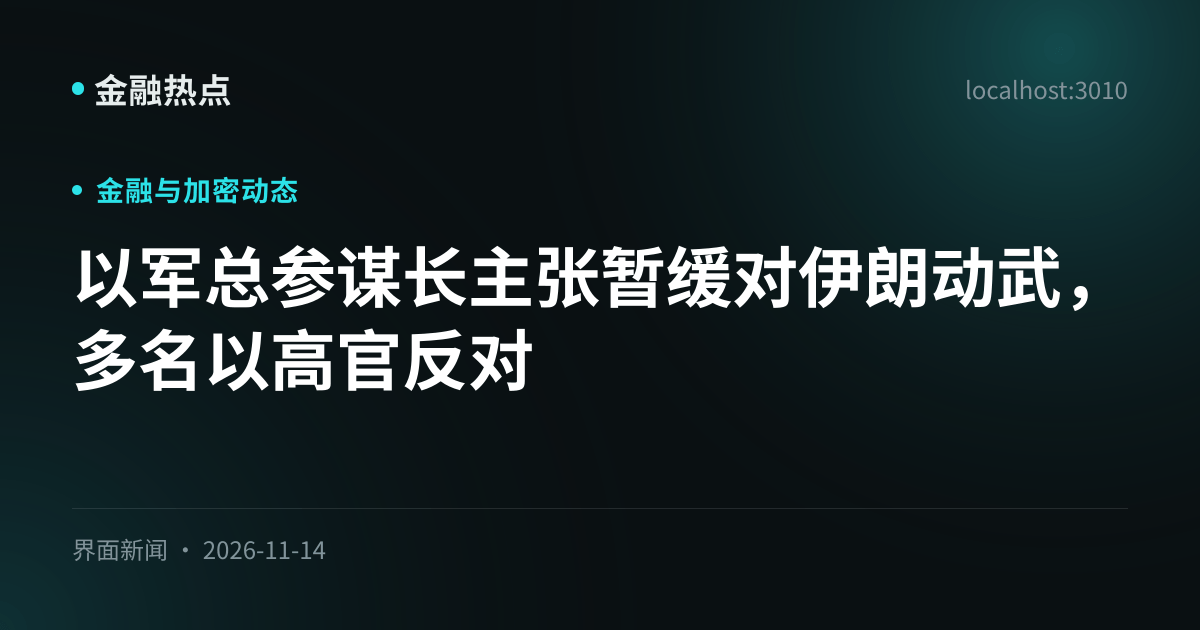 金融热点
localhost:3010
金融与加密动态
以军总参谋长主张暂缓对伊朗动武，
多名以高官反对
界面新闻 · 2026-11-14